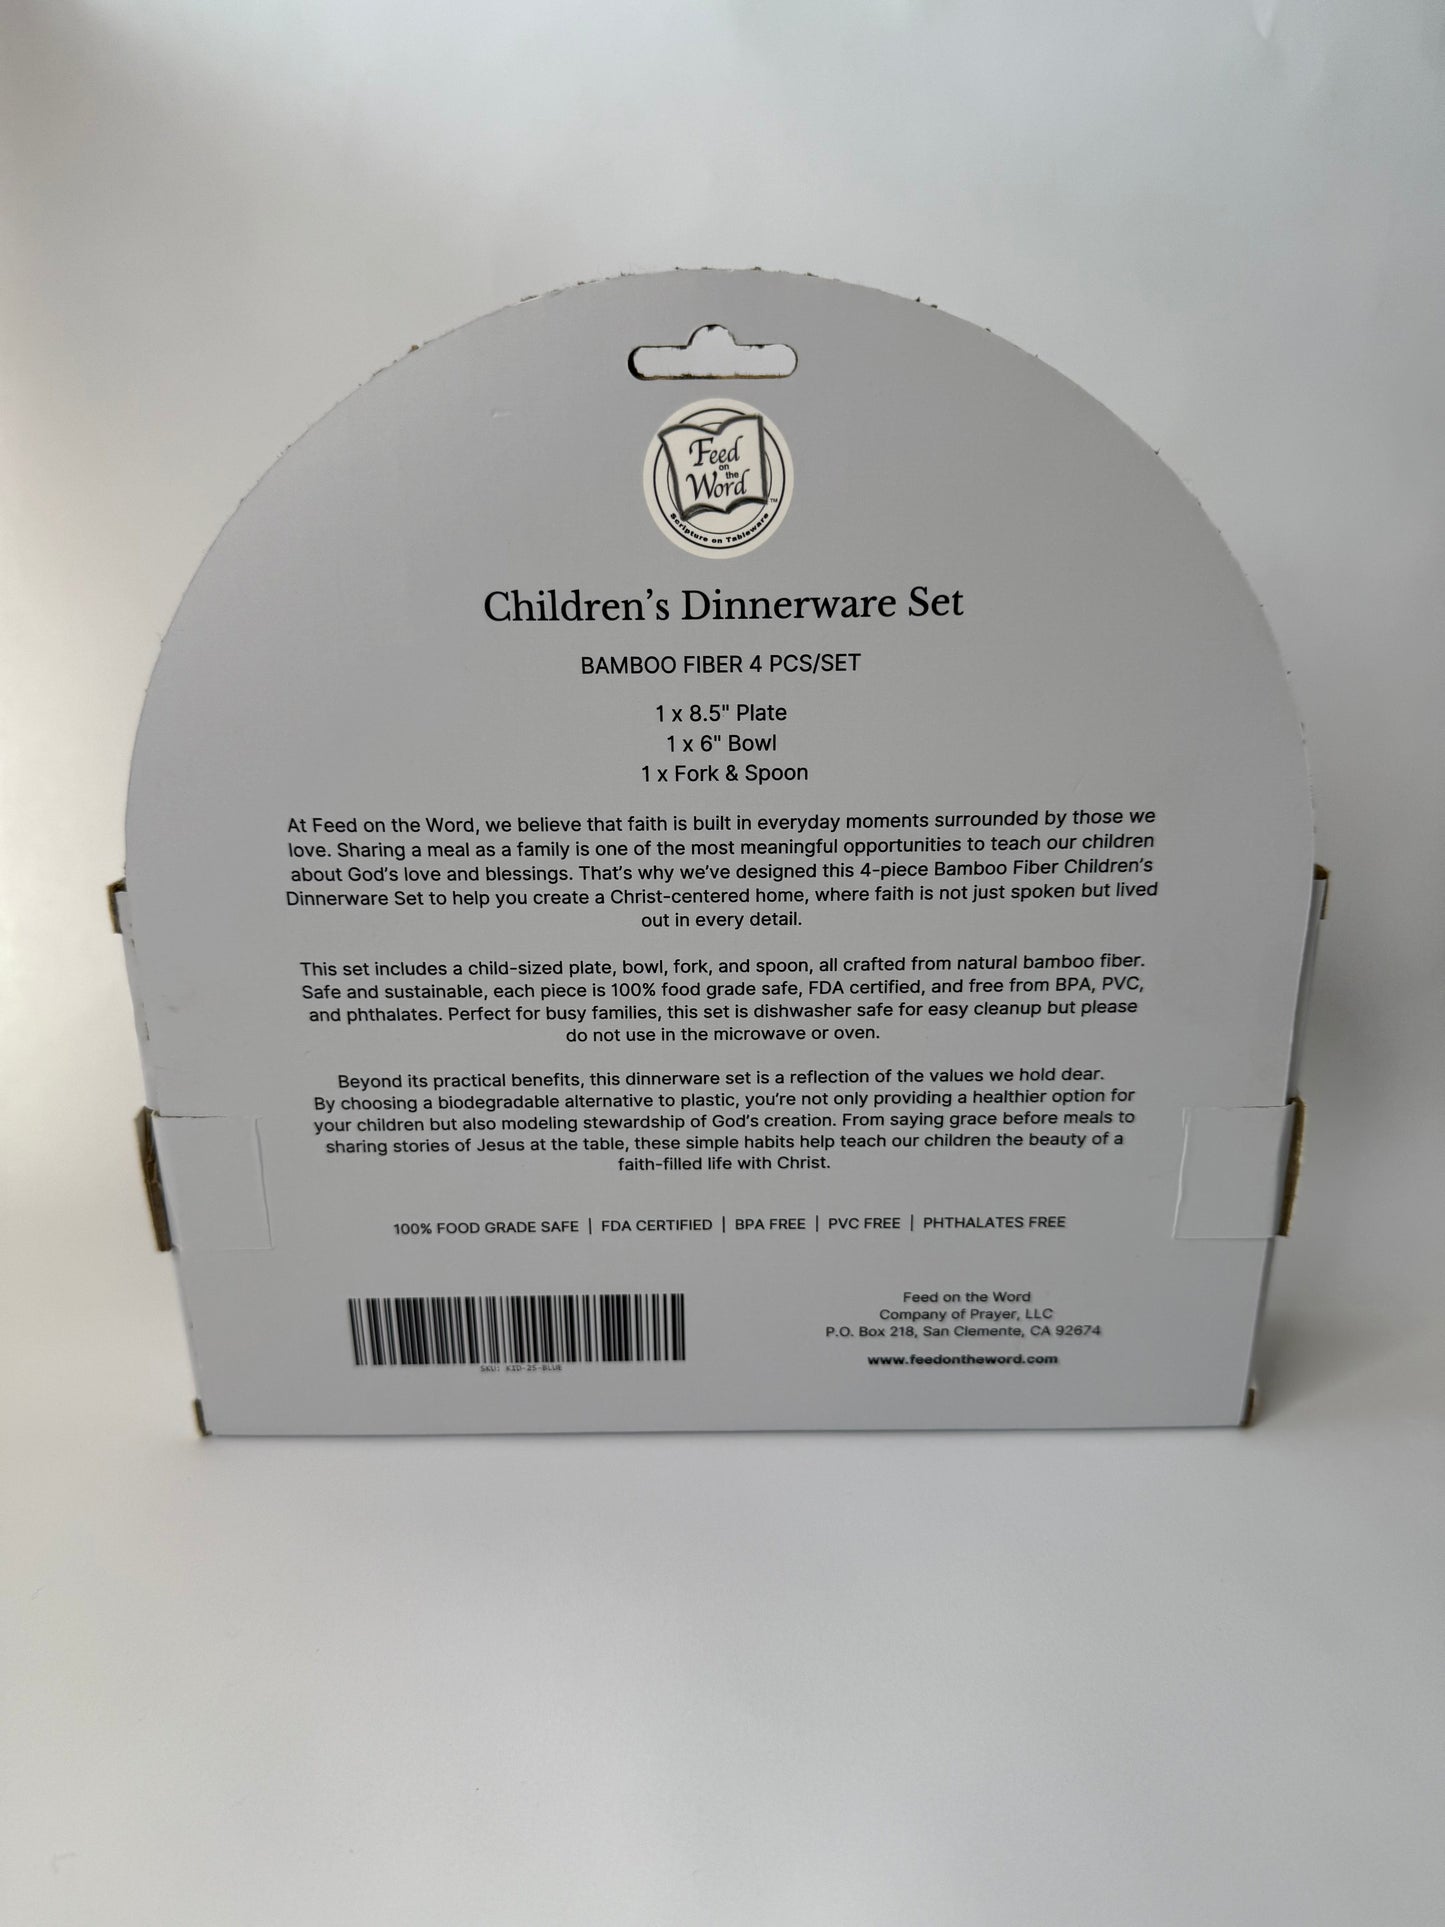 Feed
on
the
Word
TM
Scripture on Tableware
Children's Dinnerware Set
BAMBOO FIBER 4 PCS/SET
1 x 8.5" Plate
1 x 6" Bowl
1 x Fork & Spoon
At Feed on the Word, we believe that faith is built in everyday moments surrounded by those we
love. Sharing a meal as a family is one of the most meaningful opportunities to teach our children
about God's love and blessings. That's why we've designed this 4-piece Bamboo Fiber Children's
Dinnerware Set to help you create a Christ-centered home, where faith is not just spoken but lived
out in every detail.
This set includes a child-sized plate, bowl, fork, and spoon, all crafted from natural bamboo fiber.
Safe and sustainable, each piece is 100% food grade safe, FDA certified, and free from BPA, PVC,
and phthalates. Perfect for busy families, this set is dishwasher safe for easy cleanup but please
do not use in the microwave or oven.
Beyond its practical benefits, this dinnerware set is a reflection of the values we hold dear.
By choosing a biodegradable alternative to plastic, you're not only providing a healthier option for
your children but also modeling stewardship of God's creation. From saying grace before meals to
sharing stories of Jesus at the table, these simple habits help teach our children the beauty of a
faith-filled life with Christ.
100% FOOD GRADE SAFE | FDA CERTIFIED | BPA FREE | PVC FREE | PHTHALATES FREE
SKU: KID-25-BLUE
Feed on the Word
Company of Prayer, LLC
P.O. Box 218, San Clemente, CA 92674
www.feedontheword.com